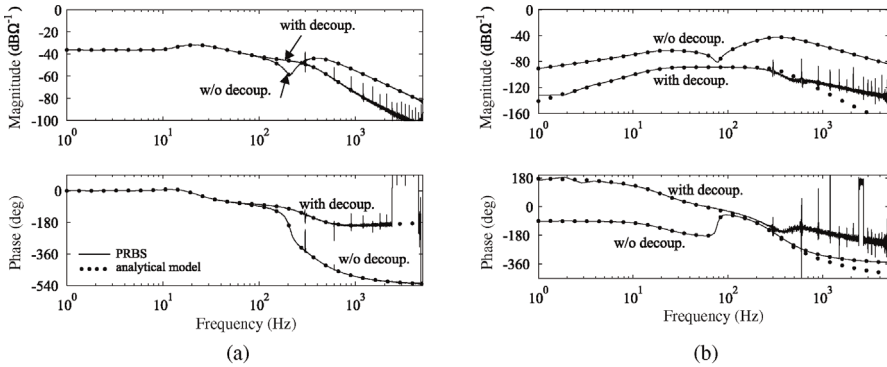 Magnitude (dBΩ⁻¹)
0
-20
-40
-60
-80
-100
with decoup.
w/o decoup.
10⁰
10¹
10²
10³
Phase (deg)
0
-180
-360
-540
with decoup.
w/o decoup.
PRBS
analytical model
10⁰
10¹
10²
10³
Frequency (Hz)
(a)
Magnitude (dBΩ⁻¹)
0
-40
-80
-120
-160
w/o decoup.
with decoup.
10⁰
10¹
10²
10³
Phase (deg)
180
0
-180
-360
with decoup.
w/o decoup.
10⁰
10¹
10²
10³
Frequency (Hz)
(b)